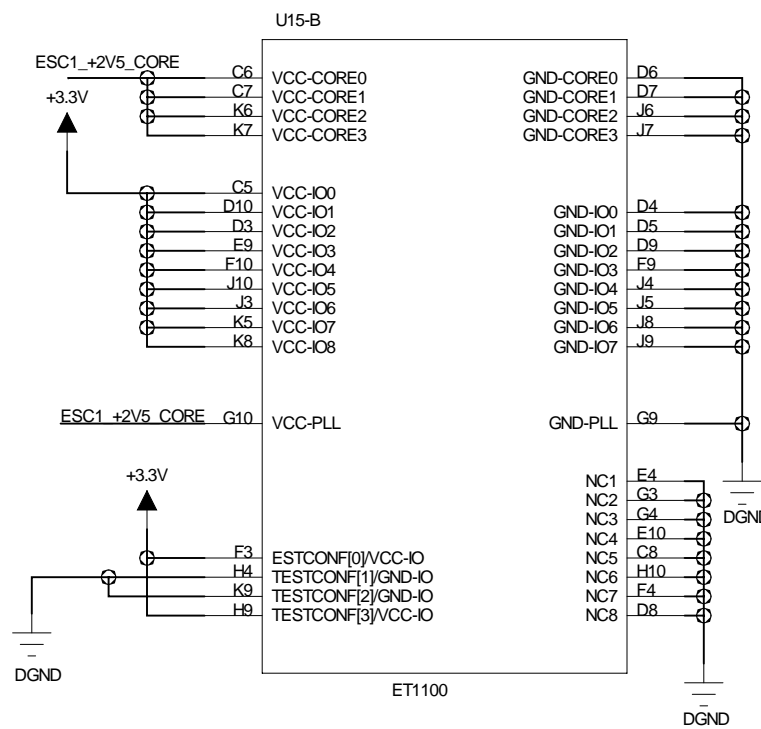 U15-B
ESC1_+2V5_CORE
C6 VCC-CORE0 GND-CORE0 D6
C7 VCC-CORE1 GND-CORE1 D7
+3.3V
K6 VCC-CORE2 GND-CORE2 J6
K7 VCC-CORE3 GND-CORE3 J7
C5 VCC-IO0
D10 VCC-IO1 GND-IO0 D4
D3 VCC-IO2 GND-IO1 D5
E9 VCC-IO3 GND-IO2 D9
F10 VCC-IO4 GND-IO3 F9
J10 VCC-IO5 GND-IO4 J4
J3 VCC-IO6 GND-IO5 J5
K5 VCC-IO7 GND-IO6 J8
K8 VCC-IO8 GND-IO7 J9
ESC1_+2V5_CORE G10 VCC-PLL GND-PLL G9
+3.3V
NC1 E4
NC2 G3
NC3 G4
DGND
NC4 E10
F3 ESTCONF[0]/VCC-IO NC5 C8
H4 TESTCONF[1]/GND-IO NC6 H10
K9 TESTCONF[2]/GND-IO NC7 F4
H9 TESTCONF[3]/VCC-IO NC8 D8
DGND
ET1100
DGND